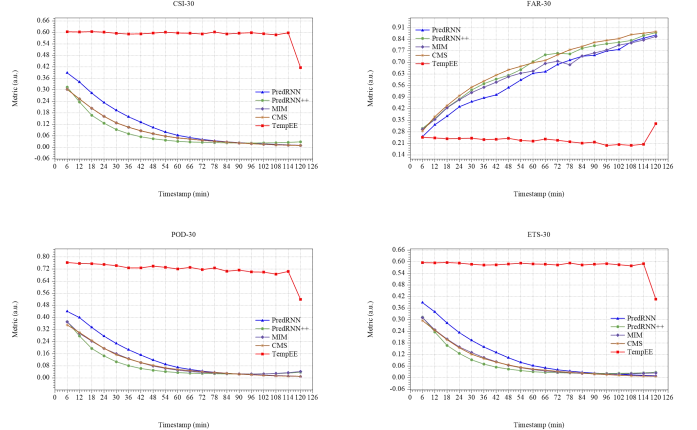 CSI-30
Metric (a.u.)
0.66
0.60
0.54
0.48
0.42
0.36
0.30
0.24
0.18
0.12
0.06
0.00
-0.06
0 6 12 18 24 30 36 42 48 54 60 66 72 78 84 90 96 102 108 114 120 126
Timestamp (min)
PredRNN
PredRNN++
MIM
CMS
TempEE
FAR-30
Metric (a.u.)
0.91
0.84
0.77
0.70
0.63
0.56
0.49
0.42
0.35
0.28
0.21
0.14
0 6 12 18 24 30 36 42 48 54 60 66 72 78 84 90 96 102 108 114 120 126
Timestamp (min)
PredRNN
PredRNN++
MIM
CMS
TempEE
POD-30
Metric (a.u.)
0.80
0.72
0.64
0.56
0.48
0.40
0.32
0.24
0.16
0.08
0.00
0 6 12 18 24 30 36 42 48 54 60 66 72 78 84 90 96 102 108 114 120 126
Timestamp (min)
PredRNN
PredRNN++
MIM
CMS
TempEE
ETS-30
Metric (a.u.)
0.66
0.60
0.54
0.48
0.42
0.36
0.30
0.24
0.18
0.12
0.06
0.00
-0.06
0 6 12 18 24 30 36 42 48 54 60 66 72 78 84 90 96 102 108 114 120 126
Timestamp (min)
PredRNN
PredRNN++
MIM
CMS
TempEE